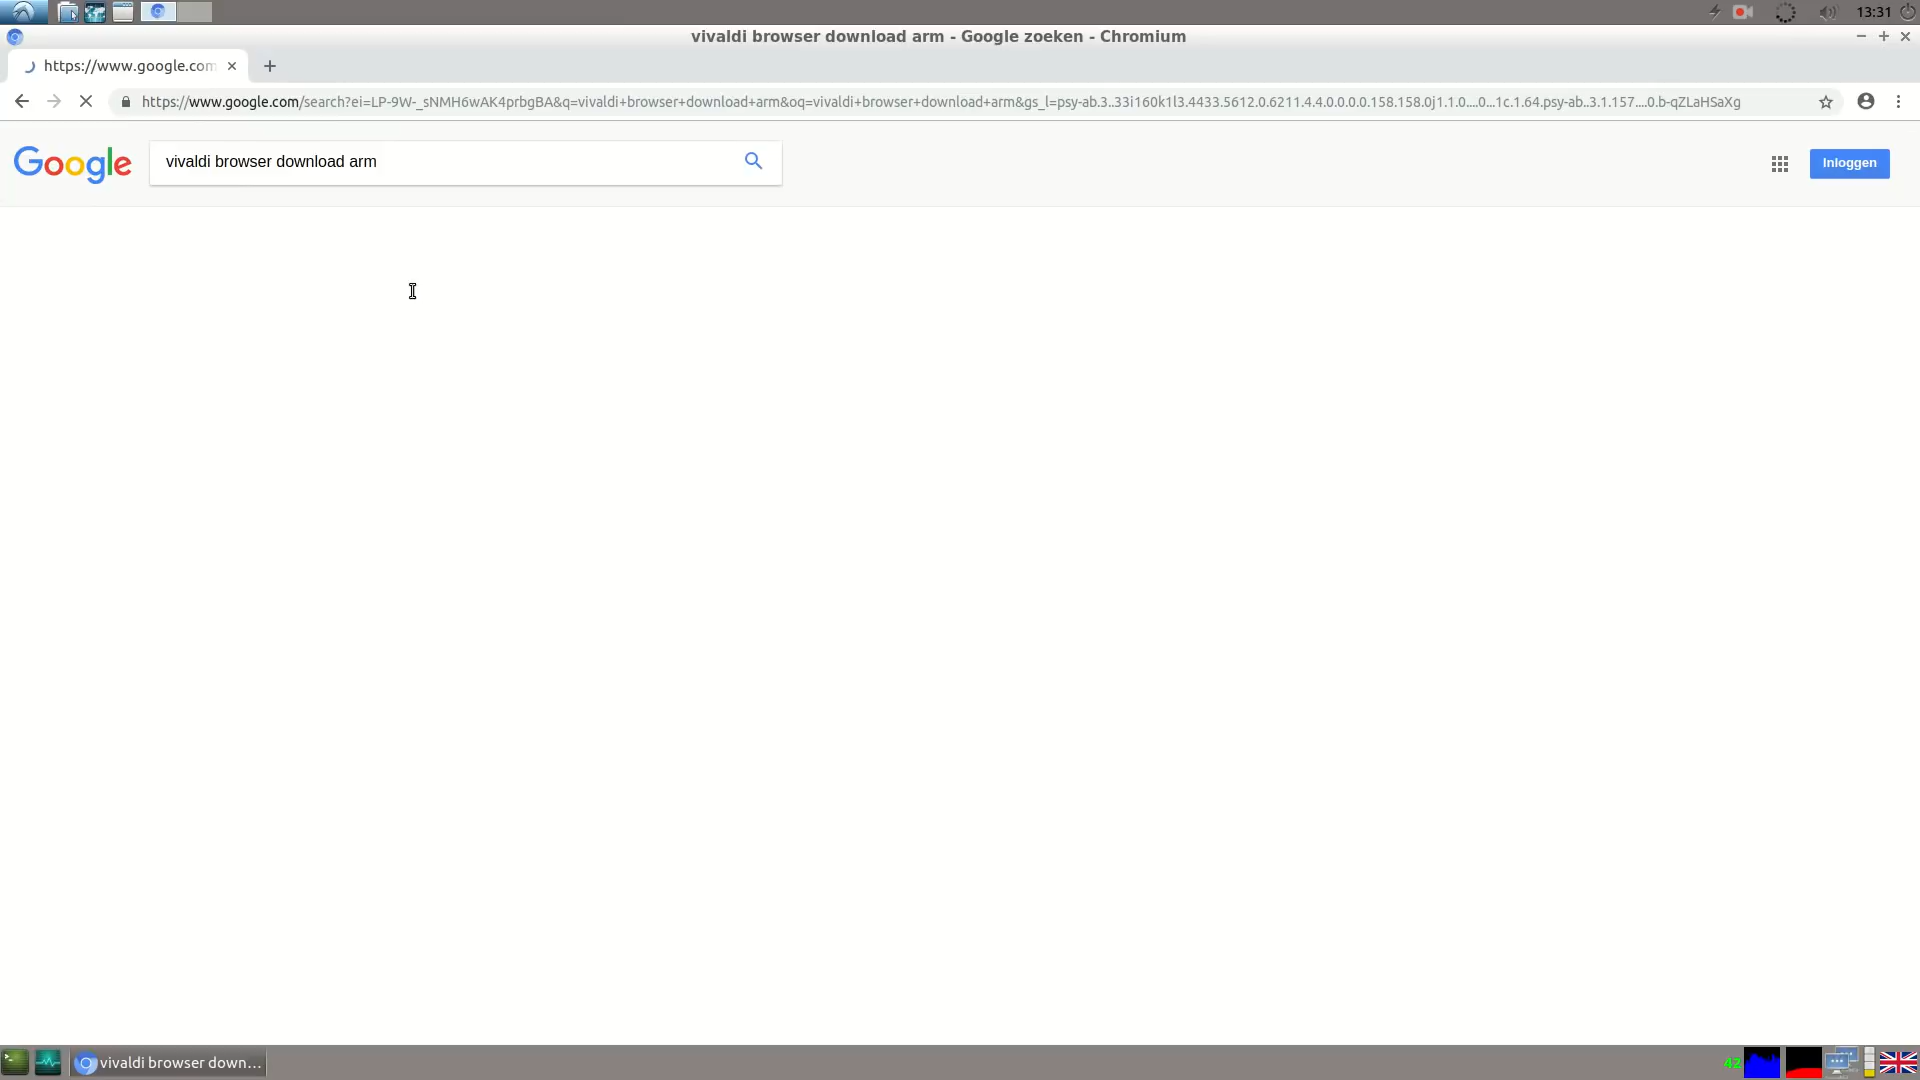 13:31
vivaldi browser download arm - Google zoeken - Chromium
https://www.google.com
https://www.google.com/search?ei=LP-9W-_sNMH6wAK4prbgBA&q=vivaldi+browser+download+arm&oq=vivaldi+browser+download+arm&gs_l=psy-ab.3..33i160k1l3.4433.5612.0.6211.4.4.0.0.0.0.158.158.0j1.1.0....0...1c.1.64.psy-ab..3.1.157....0.b-qZLaHSaXg
Google
vivaldi browser download arm
Inloggen
vivaldi browser down...
42